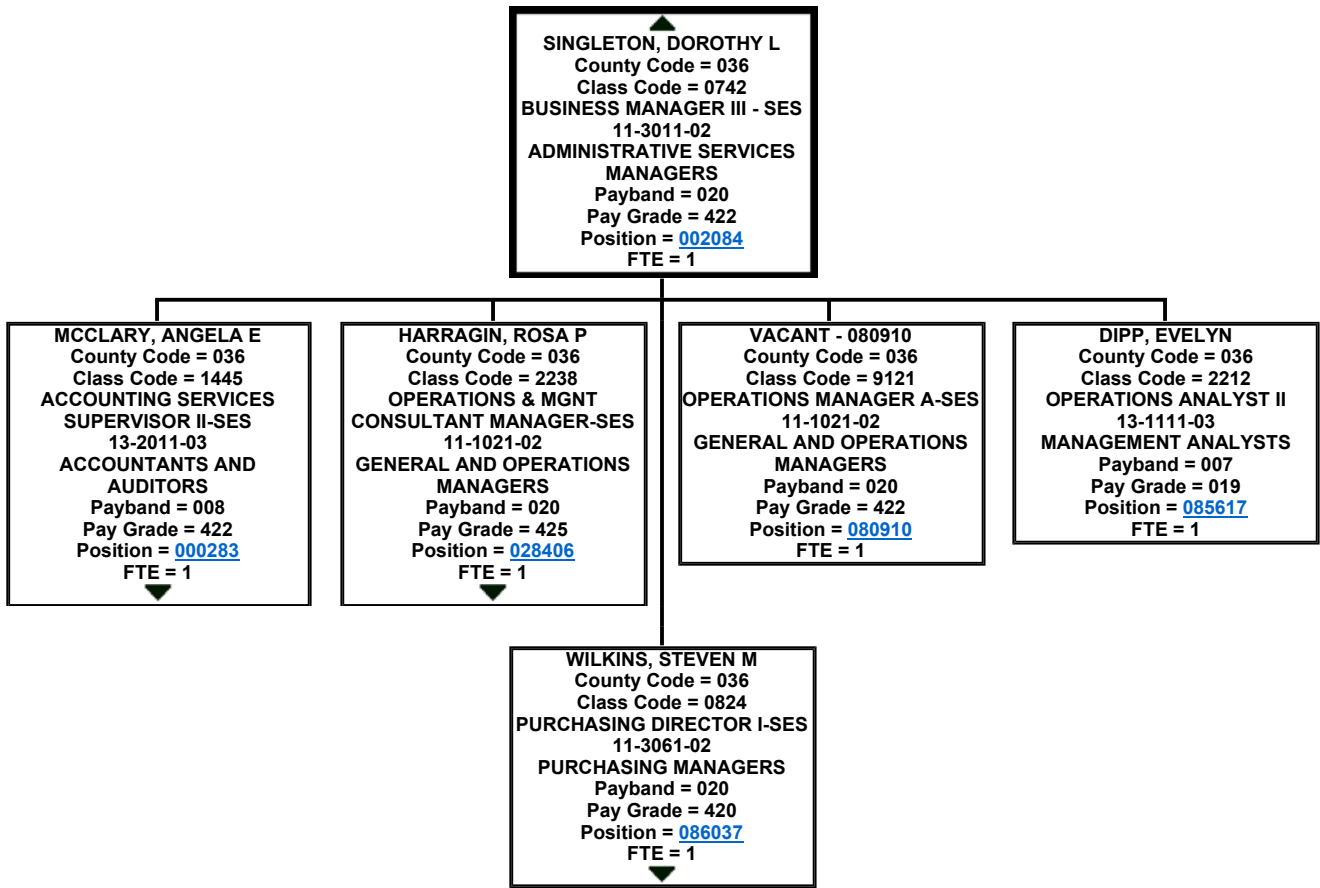 SINGLETON, DOROTHY L
County Code = 036
Class Code = 0742
BUSINESS MANAGER III - SES
11-3011-02
ADMINISTRATIVE SERVICES
MANAGERS
Payband = 020
Pay Grade = 422
Position = 002084
FTE = 1
MCCLARY, ANGELA E
County Code = 036
Class Code = 1445
ACCOUNTING SERVICES
SUPERVISOR II-SES
13-2011-03
ACCOUNTANTS AND
AUDITORS
Payband = 008
Pay Grade = 422
Position = 000283
FTE = 1
HARRAGIN, ROSA P
County Code = 036
Class Code = 2238
OPERATIONS & MGNT
CONSULTANT MANAGER-SES
11-1021-02
GENERAL AND OPERATIONS
MANAGERS
Payband = 020
Pay Grade = 425
Position = 028406
FTE = 1
VACANT - 080910
County Code = 036
Class Code = 9121
OPERATIONS MANAGER A-SES
11-1021-02
GENERAL AND OPERATIONS
MANAGERS
Payband = 020
Pay Grade = 422
Position = 080910
FTE = 1
DIPP, EVELYN
County Code = 036
Class Code = 2212
OPERATIONS ANALYST II
13-1111-03
MANAGEMENT ANALYSTS
Payband = 007
Pay Grade = 019
Position = 085617
FTE = 1
WILKINS, STEVEN M
County Code = 036
Class Code = 0824
PURCHASING DIRECTOR I-SES
11-3061-02
PURCHASING MANAGERS
Payband = 020
Pay Grade = 420
Position = 086037
FTE = 1